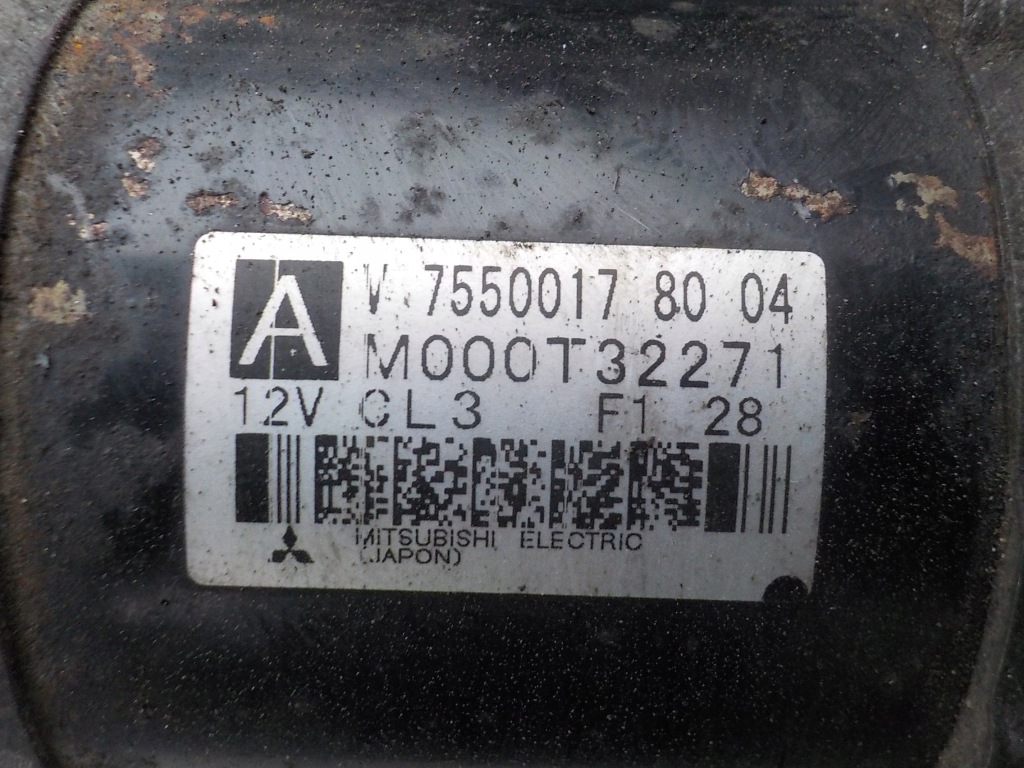 A V 7550017 80 04
M000T32271
12V CL3 F1 28
MITSUBISHI ELECTRIC
(JAPON)